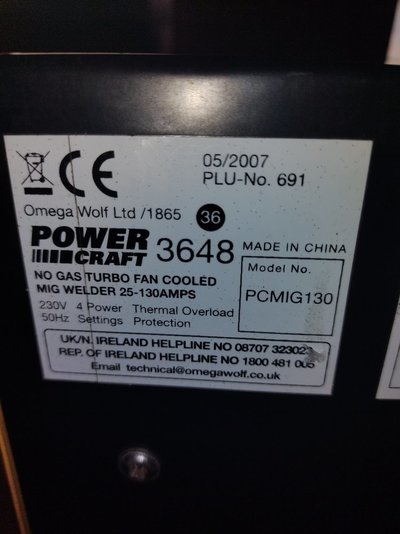 05/2007
PLU-No. 691
Omega Wolf Ltd /1865 36
POWER CRAFT 3648 MADE IN CHINA
NO GAS TURBO FAN COOLED
MIG WELDER 25-130AMPS
230V 4 Power Thermal Overload
50Hz Settings Protection
Model No.
PCMIG130
UK/N. IRELAND HELPLINE NO 08707 323023
REP. OF IRELAND HELPLINE NO 1800 481 005
Email technical@omegawolf.co.uk